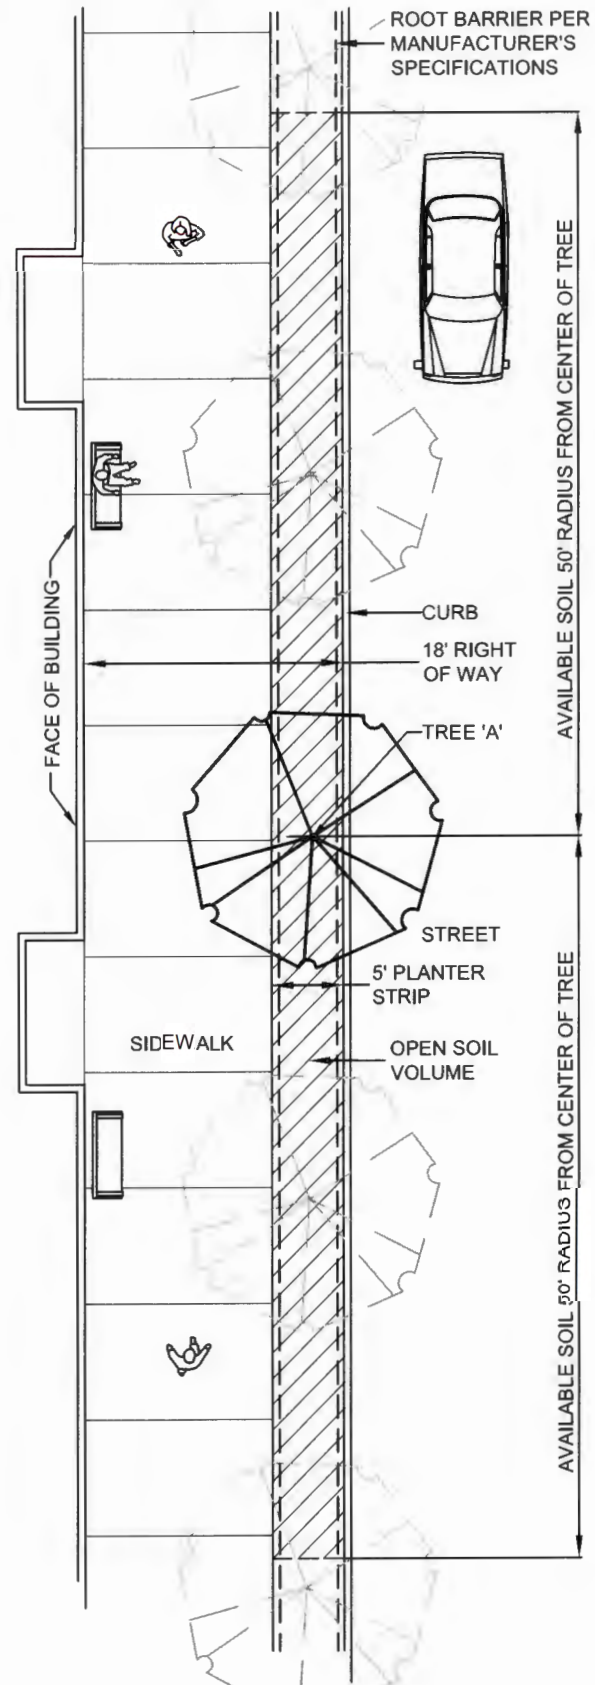 ROOT BARRIER PER
MANUFACTURER'S
SPECIFICATIONS
AVAILABLE SOIL 50' RADIUS FROM CENTER OF TREE
FACE OF BUILDING
CURB
18' RIGHT
OF WAY
TREE 'A'
STREET
5' PLANTER
STRIP
SIDEWALK
OPEN SOIL
VOLUME
AVAILABLE SOIL 50' RADIUS FROM CENTER OF TREE